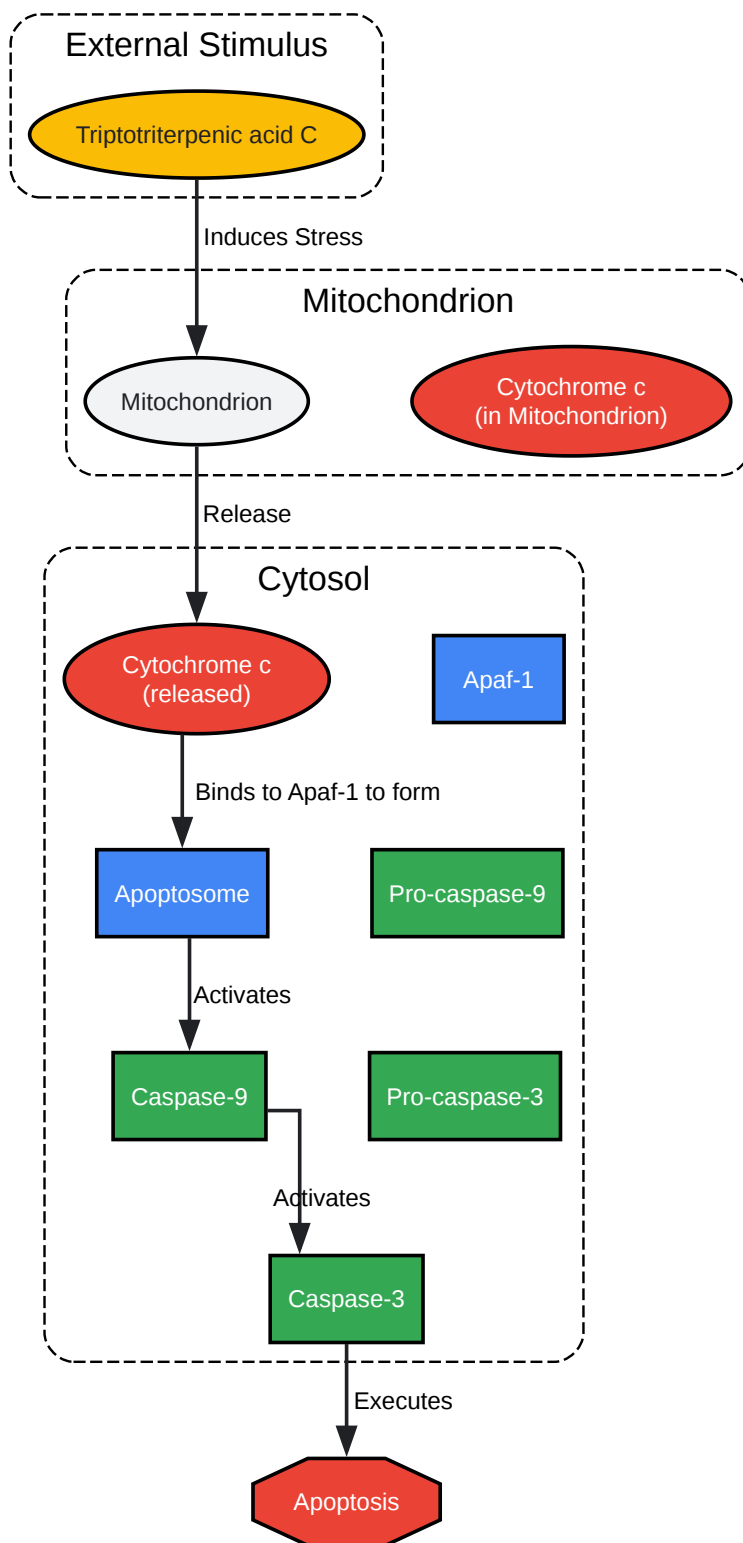 External Stimulus
Triptotriterpenic acid C
Induces Stress
Mitochondrion
Mitochondrion
Cytochrome c
(in Mitochondrion)
Release
Cytosol
Cytochrome c
(released)
Apaf-1
Binds to Apaf-1 to form
Apoptosome
Pro-caspase-9
Activates
Caspase-9
Pro-caspase-3
Activates
Caspase-3
Executes
Apoptosis